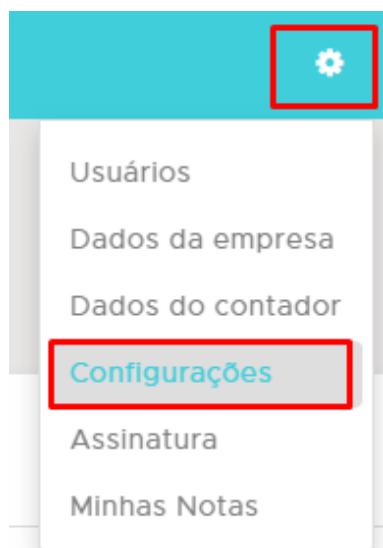 Usuários
Dados da empresa
Dados do contador
Configurações
Assinatura
Minhas Notas